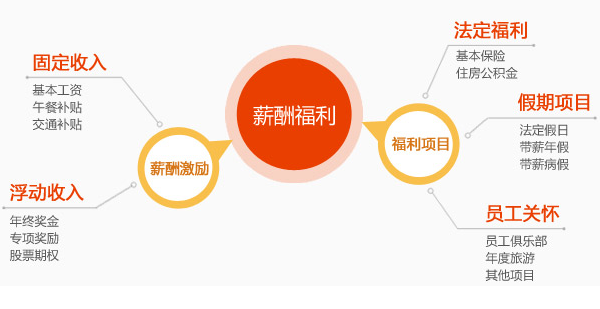 薪酬福利
薪酬激励
固定收入
基本工资
午餐补贴
交通补贴
浮动收入
年终奖金
专项奖励
股票期权
福利项目
法定福利
基本保险
住房公积金
假期项目
法定假日
带薪年假
带薪病假
员工关怀
员工俱乐部
年度旅游
其他项目